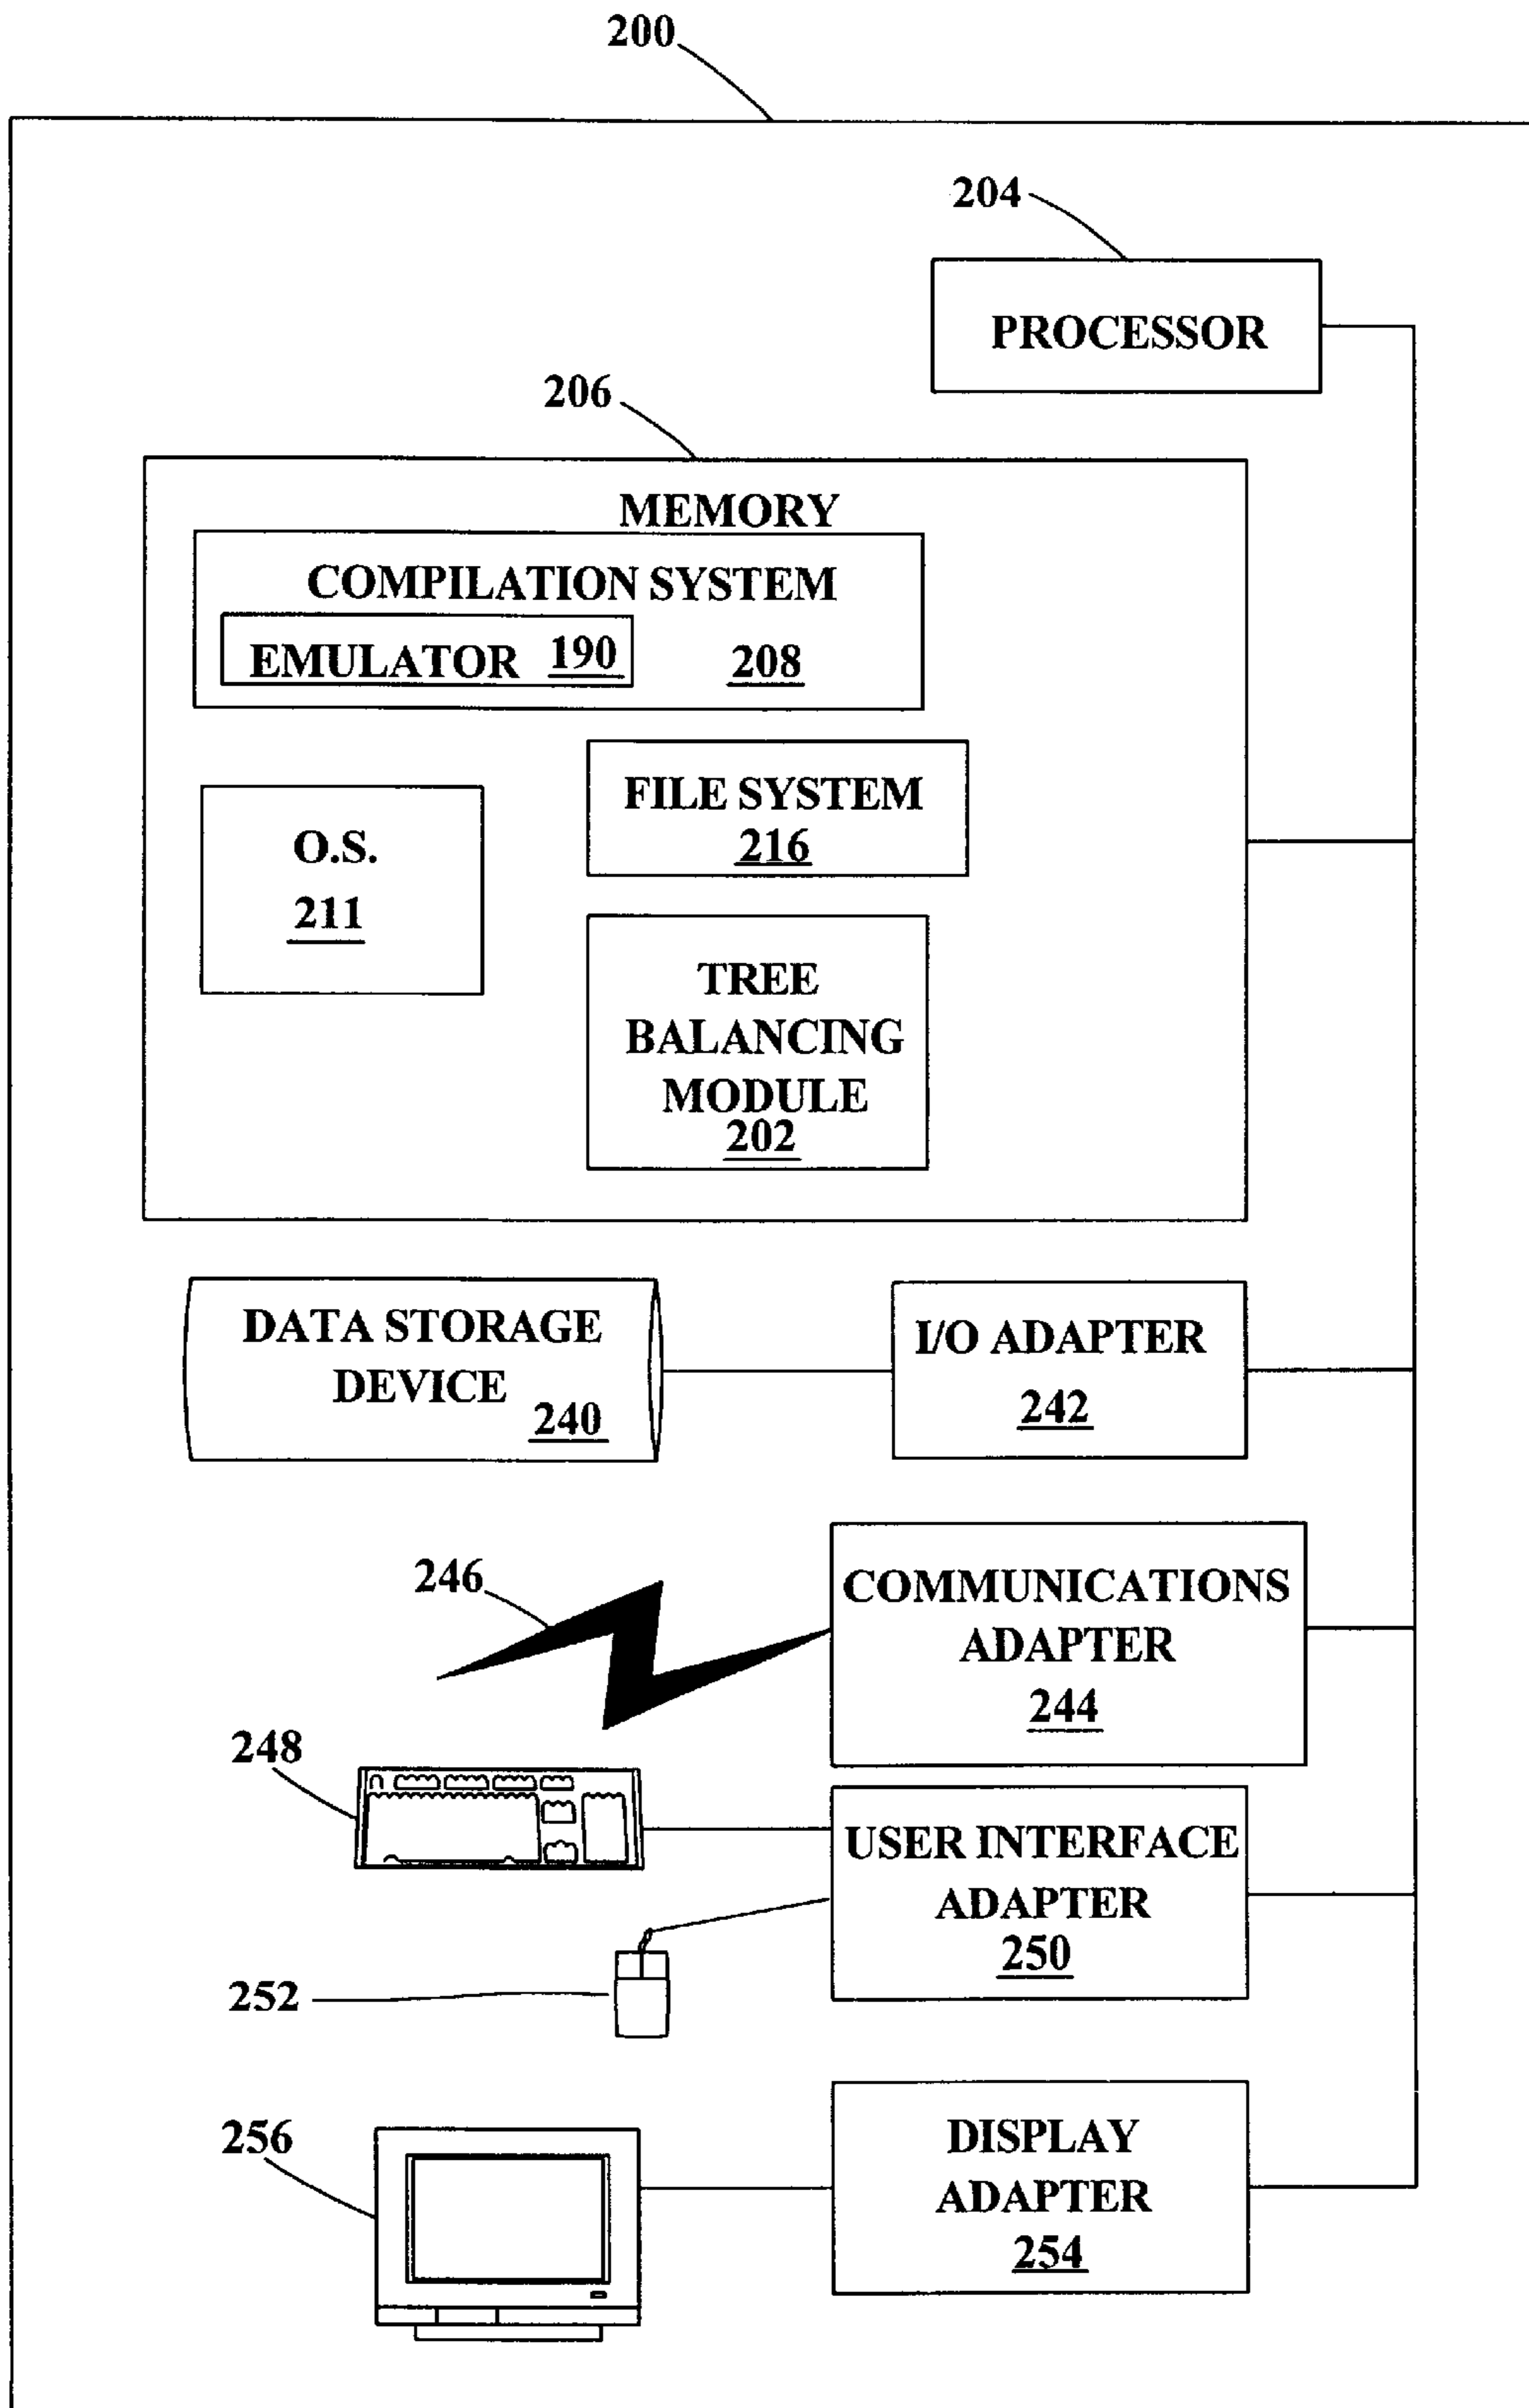 200
204
PROCESSOR
206
MEMORY
COMPILATION SYSTEM
EMULATOR 190
208
FILE SYSTEM
216
O.S.
211
TREE
BALANCING
MODULE
202
DATA STORAGE
DEVICE
240
I/O ADAPTER
242
246
COMMUNICATIONS
ADAPTER
244
248
USER INTERFACE
ADAPTER
250
252
256
DISPLAY
ADAPTER
254